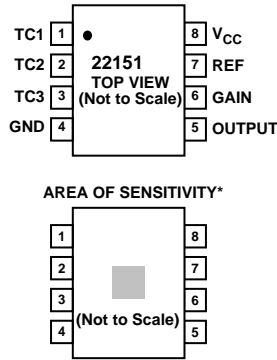 TC1 1 8 VCC
TC2 2 22151 7 REF
TOP VIEW
TC3 3 (Not to Scale) 6 GAIN
GND 4 5 OUTPUT
AREA OF SENSITIVITY*
1 8
2 7
3 6
(Not to Scale)
4 5